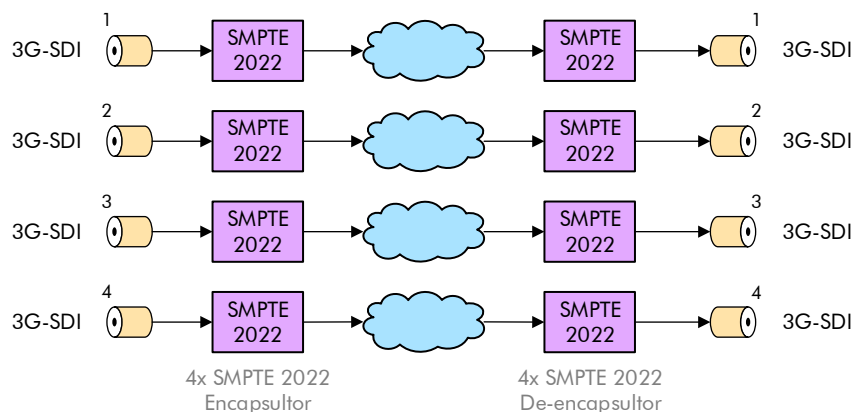 1
3G-SDI
SMPTE
2022
SMPTE
2022
1
3G-SDI
2
3G-SDI
SMPTE
2022
SMPTE
2022
2
3G-SDI
3
3G-SDI
SMPTE
2022
SMPTE
2022
3
3G-SDI
4
3G-SDI
SMPTE
2022
SMPTE
2022
4
3G-SDI
4x SMPTE 2022
Encapsultor
4x SMPTE 2022
De-encapsultor